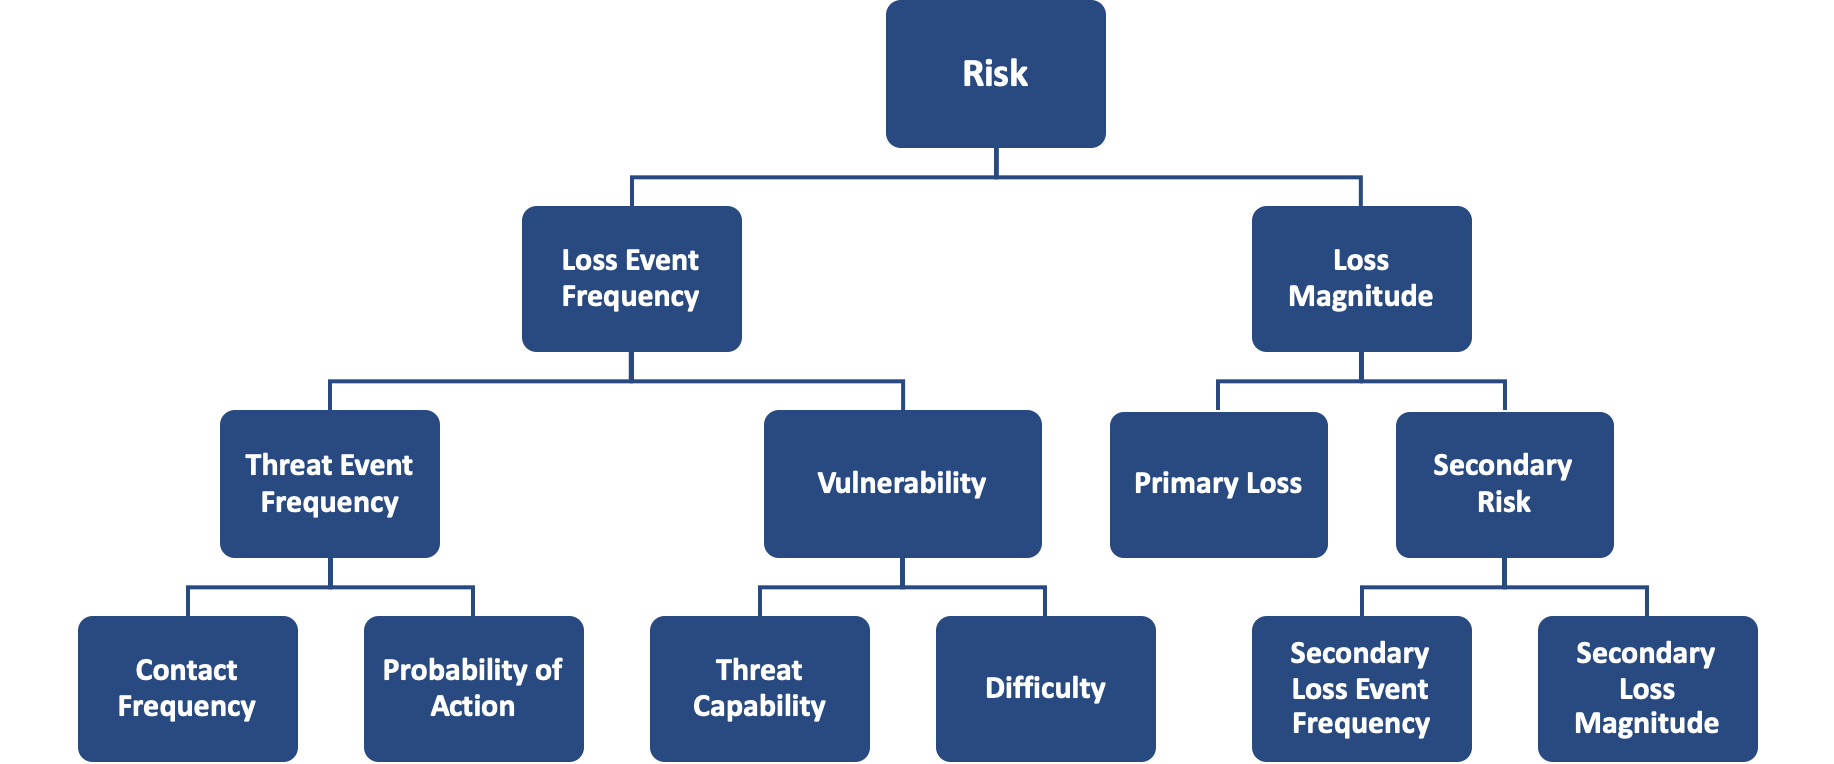 Risk
Loss Event
Frequency
Loss
Magnitude
Threat Event
Frequency
Vulnerability
Primary Loss
Secondary
Risk
Contact
Frequency
Probability of
Action
Threat
Capability
Difficulty
Secondary
Loss Event
Frequency
Secondary
Loss
Magnitude